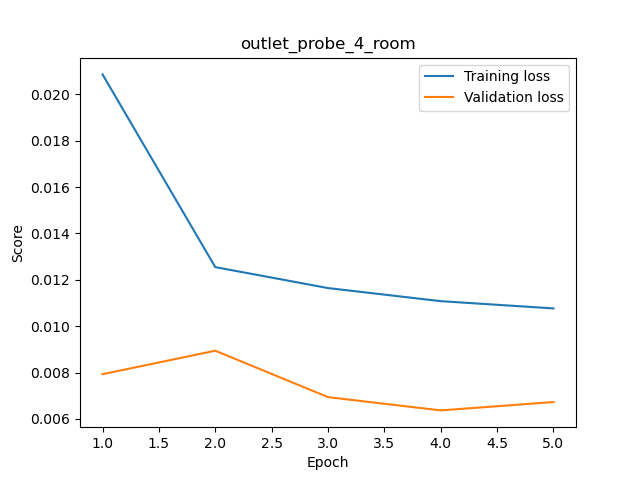 outlet_probe_4_room
Training loss
Validation loss
Score
0.020
0.018
0.016
0.014
0.012
0.010
0.008
0.006
1.0 1.5 2.0 2.5 3.0 3.5 4.0 4.5 5.0
Epoch